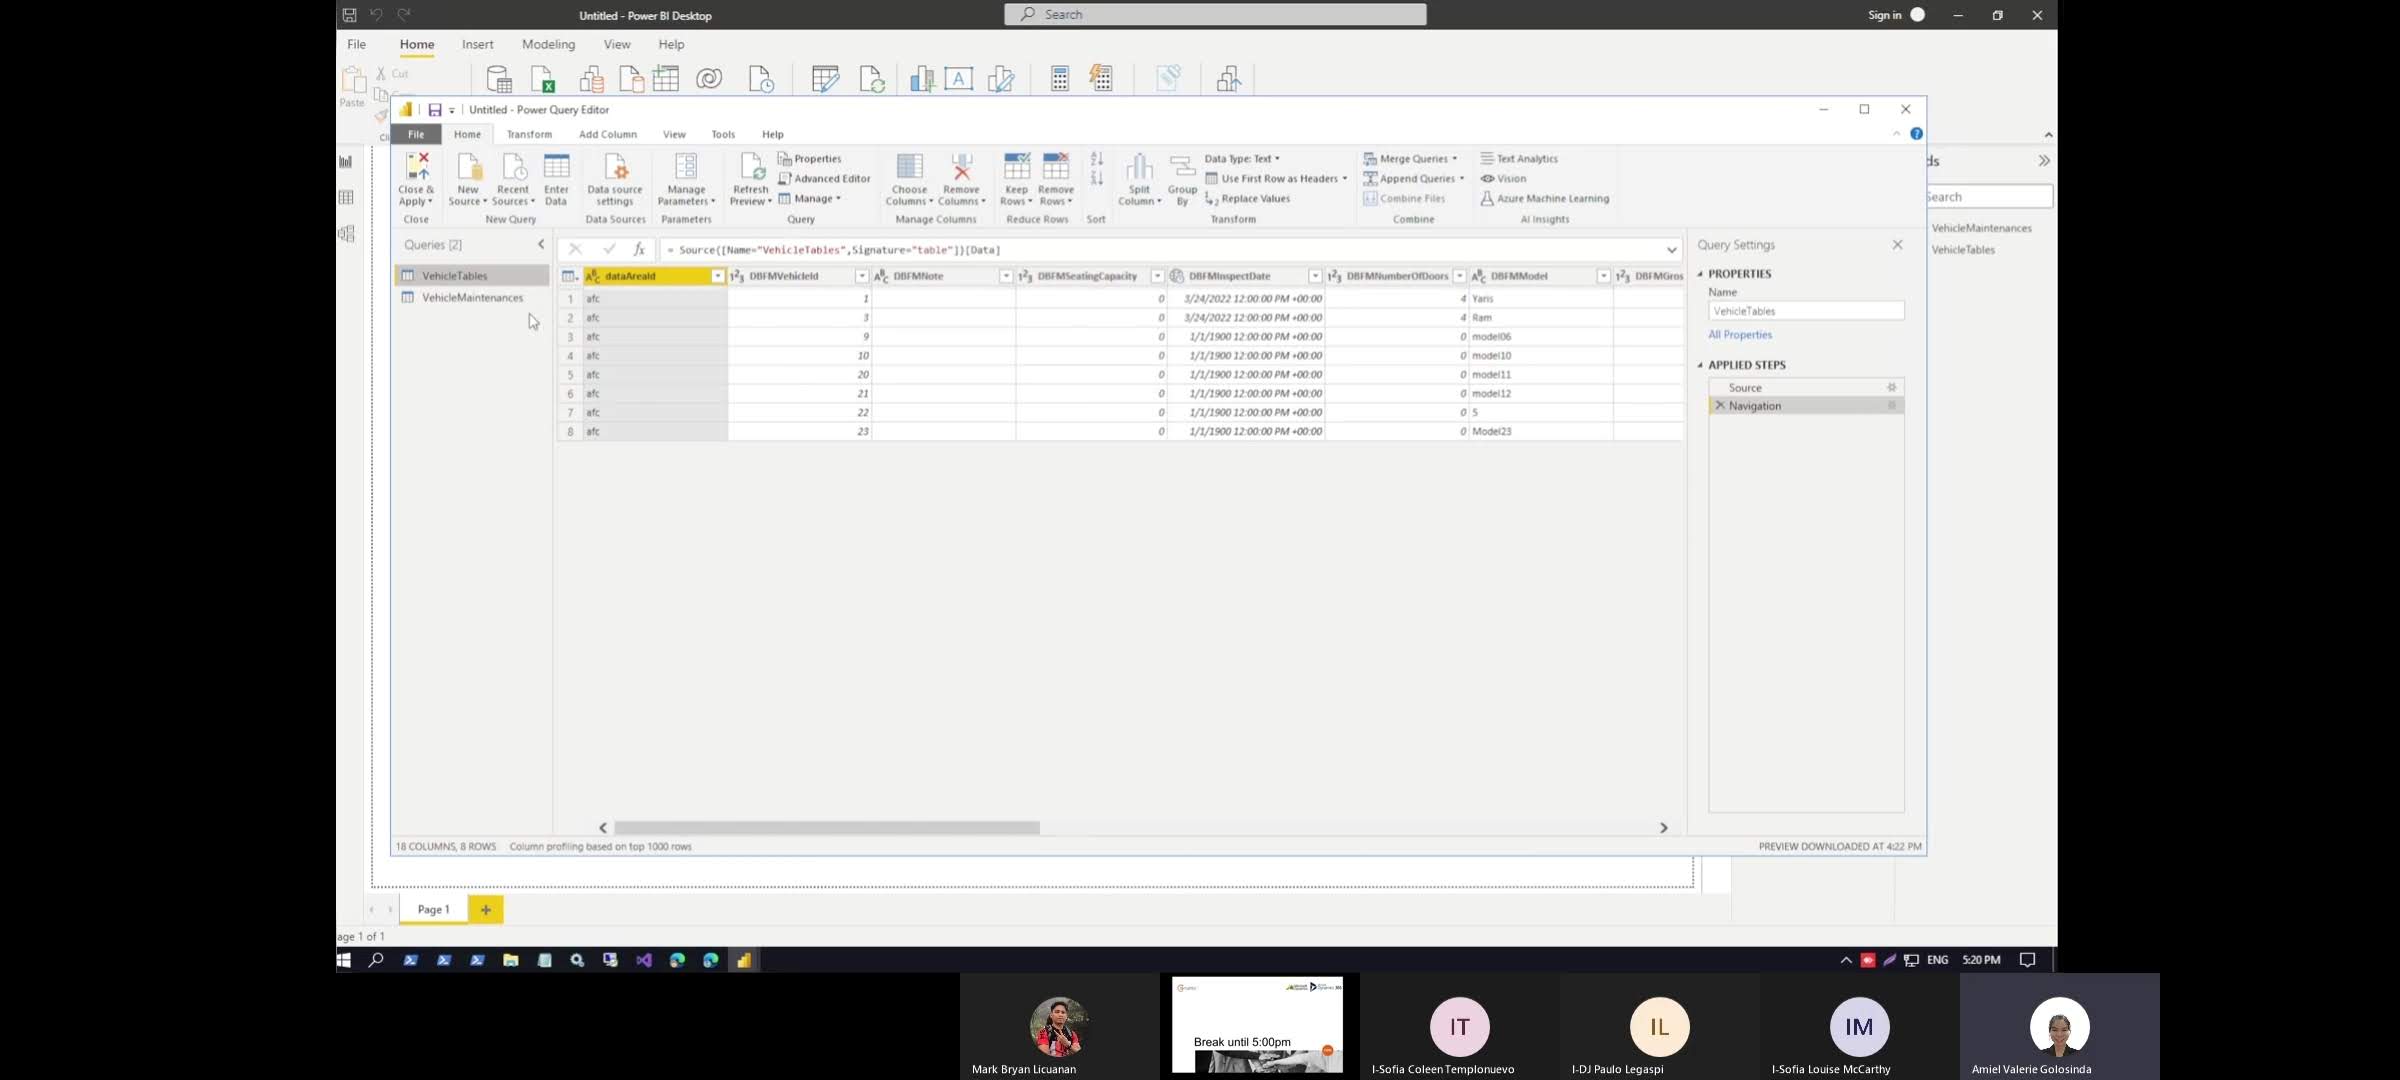 Untitled - Power BI Desktop
Search
Sign in
File Home Insert Modeling View Help
Cut
Paste
Untitled - Power Query Editor
File Home Transform Add Column View Tools Help
Close & Apply
New Source
Recent Sources
Enter Data
Data source settings
Manage Parameters
Refresh Preview
Properties
Advanced Editor
Manage
Choose Columns
Remove Columns
Keep Rows
Remove Rows
Split Column
Group By
Data Type: Text
Use First Row as Headers
Replace Values
Merge Queries
Append Queries
Combine Files
Text Analytics
Vision
Azure Machine Learning
Close New Query Data Sources Parameters Query Manage Columns Reduce Rows Sort Transform Combine AI Insights
ds
Search
VehicleMaintenances
VehicleTables
Queries [2]
VehicleTables
VehicleMaintenances
fx = Source{[Name="VehicleTables",Signature="table"]}[Data]
dataAreaId DBFMVehicleId DBFMNote DBFMSeatingCapacity DBFMInspectDate DBFMNumberOfDoors DBFMModel DBFMGros
1 afc 1 0 3/24/2022 12:00:00 PM +00:00 4 Yaris
2 afc 3 0 3/24/2022 12:00:00 PM +00:00 4 Ram
3 afc 9 0 1/1/1900 12:00:00 PM +00:00 0 model06
4 afc 10 0 1/1/1900 12:00:00 PM +00:00 0 model10
5 afc 20 0 1/1/1900 12:00:00 PM +00:00 0 model11
6 afc 21 0 1/1/1900 12:00:00 PM +00:00 0 model12
7 afc 22 0 1/1/1900 12:00:00 PM +00:00 0 5
8 afc 23 0 1/1/1900 12:00:00 PM +00:00 0 Model23
Query Settings
PROPERTIES
Name
VehicleTables
All Properties
APPLIED STEPS
Source
Navigation
18 COLUMNS, 8 ROWS Column profiling based on top 1000 rows
PREVIEW DOWNLOADED AT 4:22 PM
Page 1
age 1 of 1
ENG 5:20 PM
Break until 5:00pm
IT IL IM
Mark Bryan Licuanan
I-Sofia Coleen Templonuevo
I-DJ Paulo Legaspi
I-Sofia Louise McCarthy
Amiel Valerie Golosinda